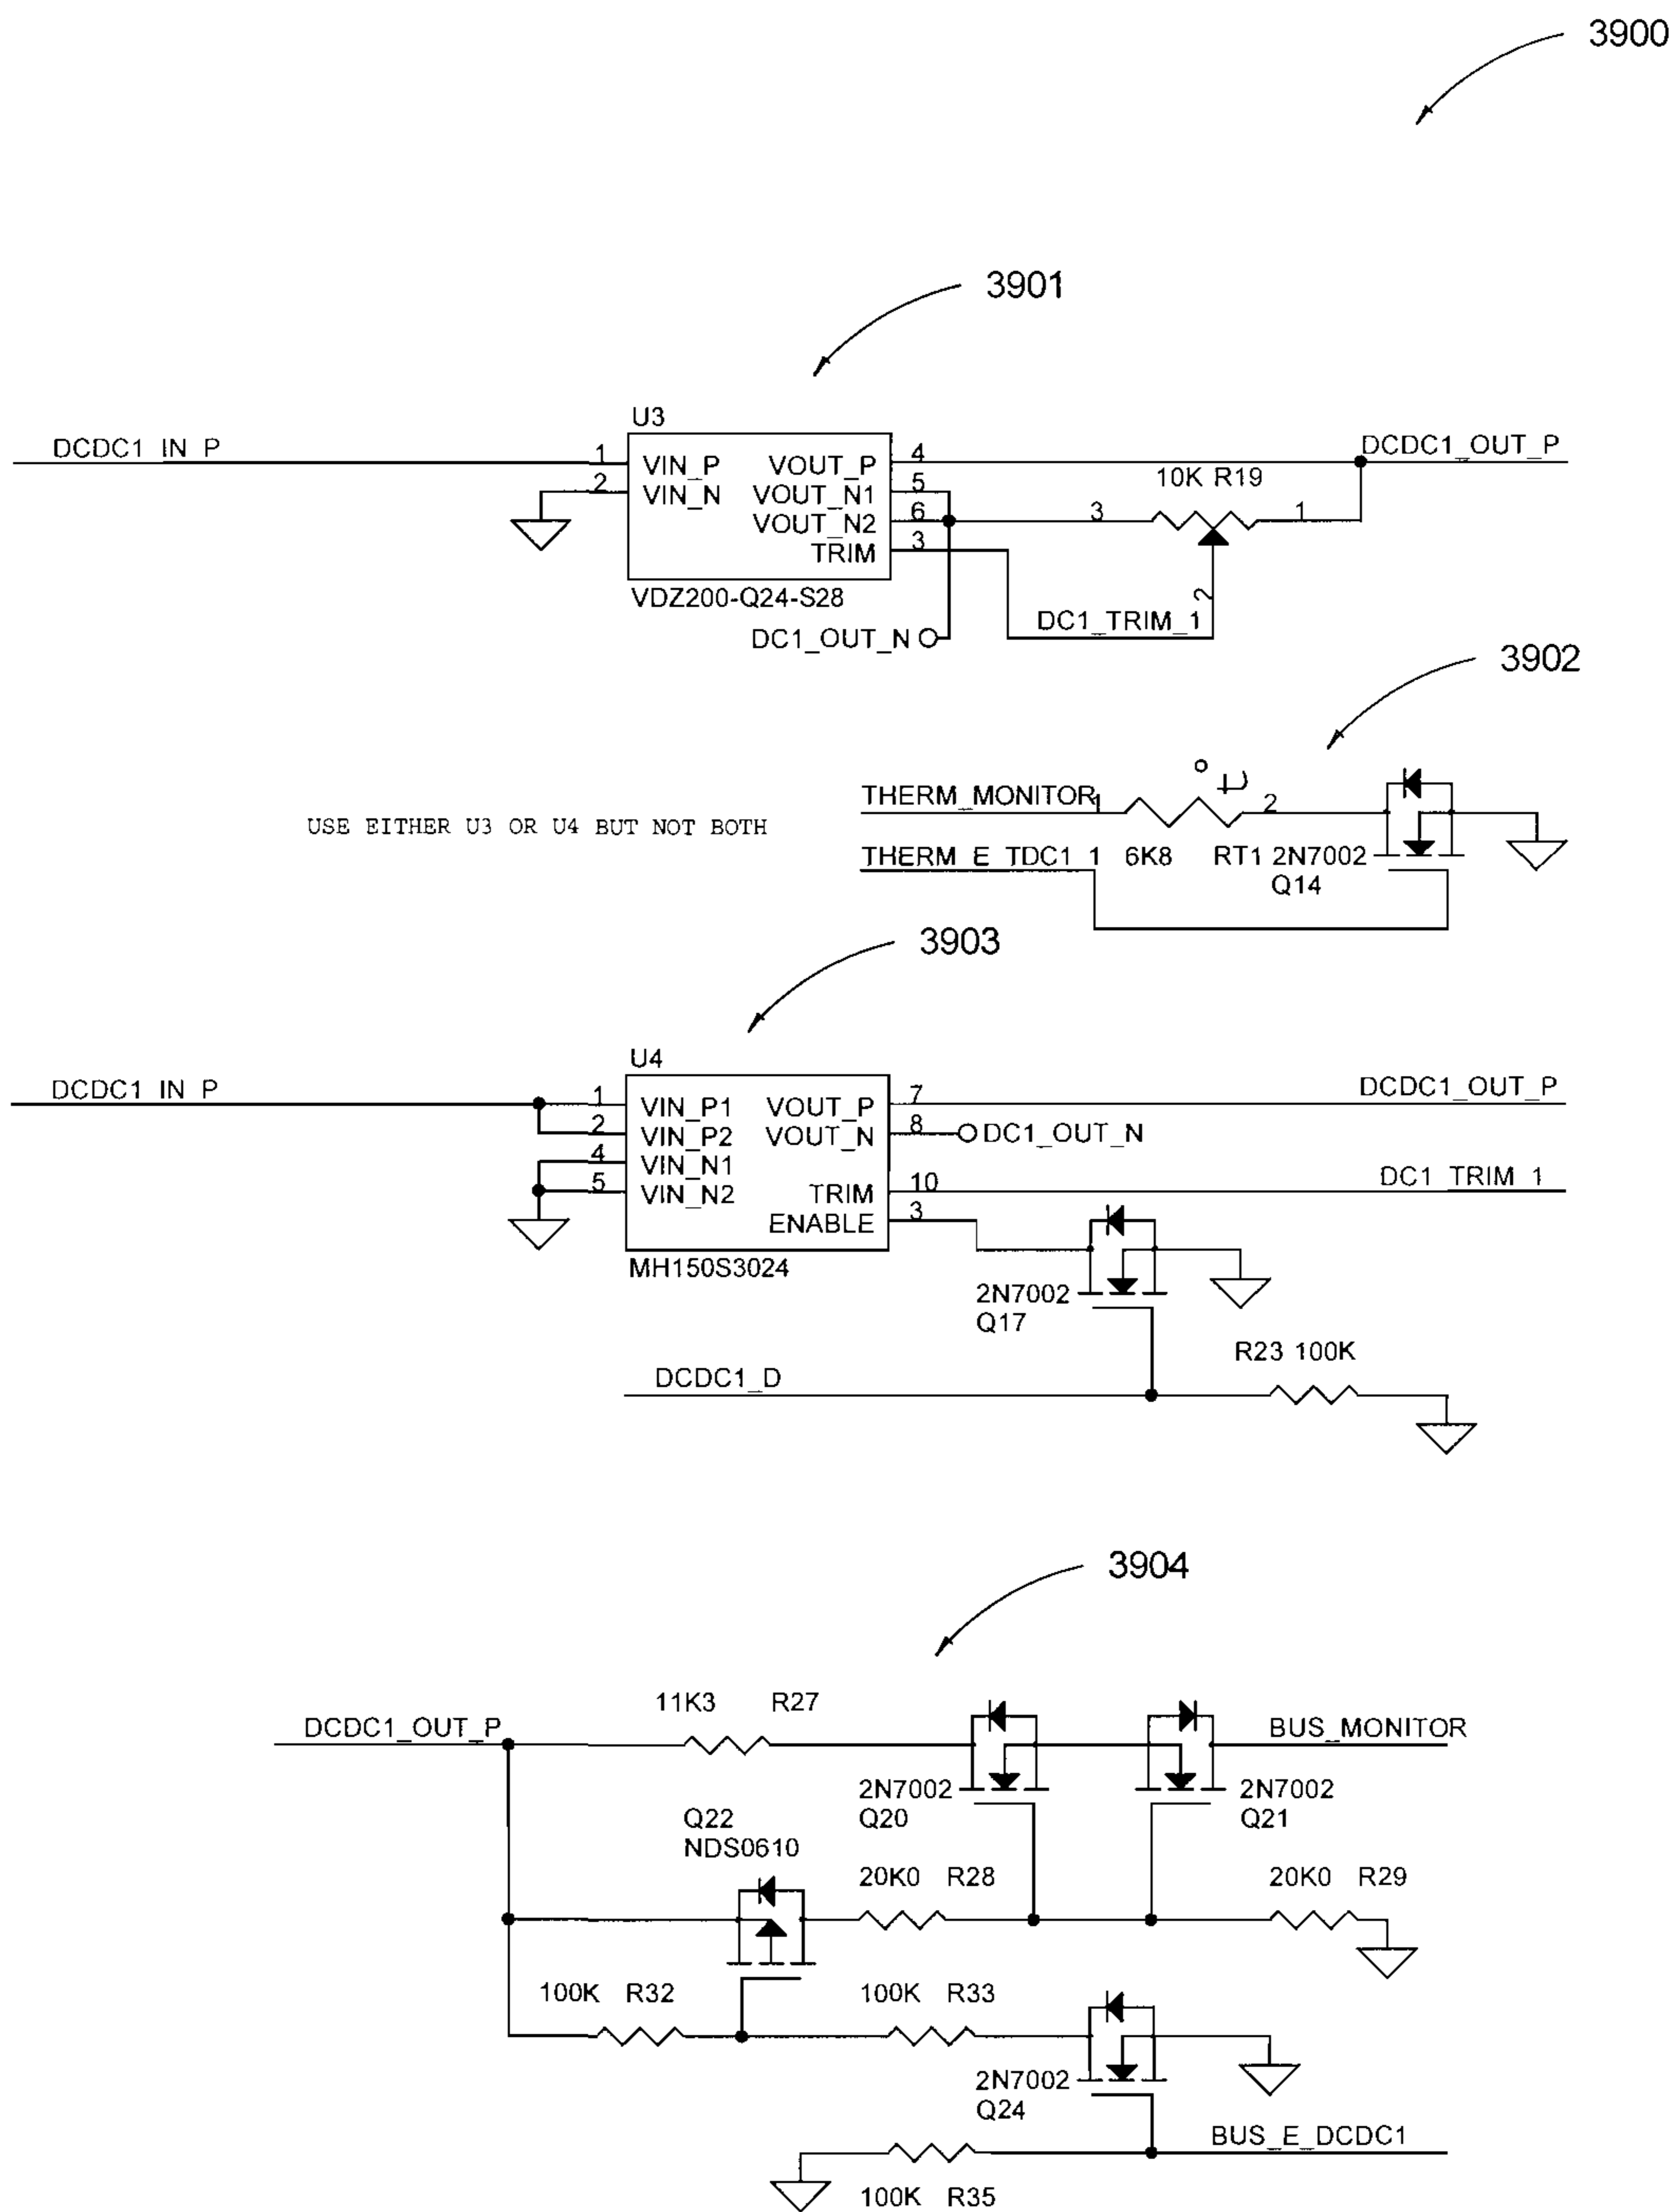 3900
3901
U3
DCDC1_IN_P
1 VIN_P VOUT_P 4
DCDC1_OUT_P
2 VIN_N VOUT_N1 5
10K R19
VOUT_N2 6
3 1
TRIM 3
2
VDZ200-Q24-S28
DC1_TRIM_1
DC1_OUT_N
3902
t°
THERM_MONITOR 1 2
USE EITHER U3 OR U4 BUT NOT BOTH
THERM_E_TDC1_1 6K8 RT1 2N7002
Q14
3903
U4
DCDC1_IN_P
1 VIN_P1 VOUT_P 7
DCDC1_OUT_P
2 VIN_P2 VOUT_N 8 DC1_OUT_N
4 VIN_N1
5 VIN_N2 TRIM 10
DC1_TRIM_1
ENABLE 3
MH150S3024
2N7002
Q17
R23 100K
DCDC1_D
3904
11K3 R27
DCDC1_OUT_P
BUS_MONITOR
2N7002
Q20
2N7002
Q21
Q22
NDS0610
20K0 R28
20K0 R29
100K R32
100K R33
2N7002
Q24
BUS_E_DCDC1
100K R35